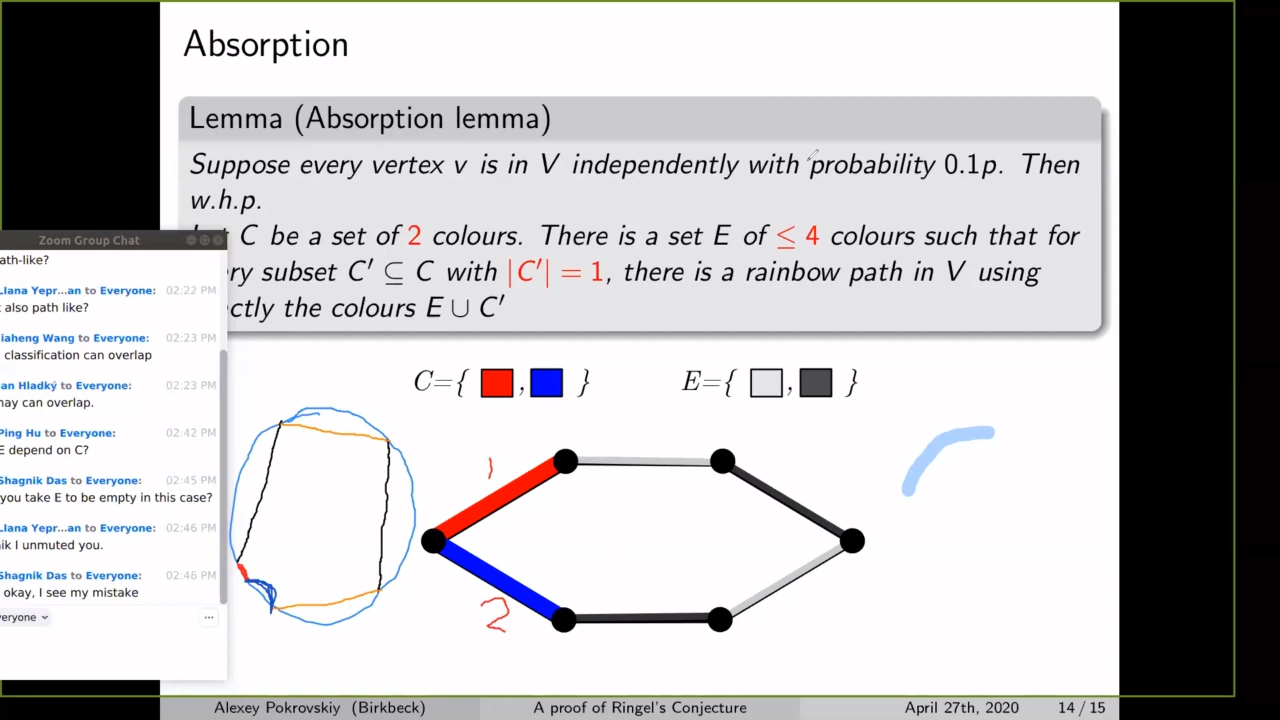 Absorption
Lemma (Absorption lemma)
Suppose every vertex v is in V independently with probability 0.1p. Then
w.h.p.
C be a set of 2 colours. There is a set E of ≤ 4 colours such that for
ry subset C′ ⊆ C with |C′| = 1, there is a rainbow path in V using
ctly the colours E ∪ C′
Zoom Group Chat
ath-like?
Llana Yepr...an to Everyone: 02:22 PM
also path like?
iaheng Wang to Everyone: 02:23 PM
classification can overlap
an Hladký to Everyone: 02:23 PM
may can overlap.
Ping Hu to Everyone: 02:42 PM
E depend on C?
Shagnik Das to Everyone: 02:45 PM
you take E to be empty in this case?
Llana Yepr...an to Everyone: 02:46 PM
ik I unmuted you.
Shagnik Das to Everyone: 02:46 PM
okay, I see my mistake
eryone
...
C={ , }
E={ , }
1
2
Alexey Pokrovskiy (Birkbeck) A proof of Ringel's Conjecture April 27th, 2020 14 / 15